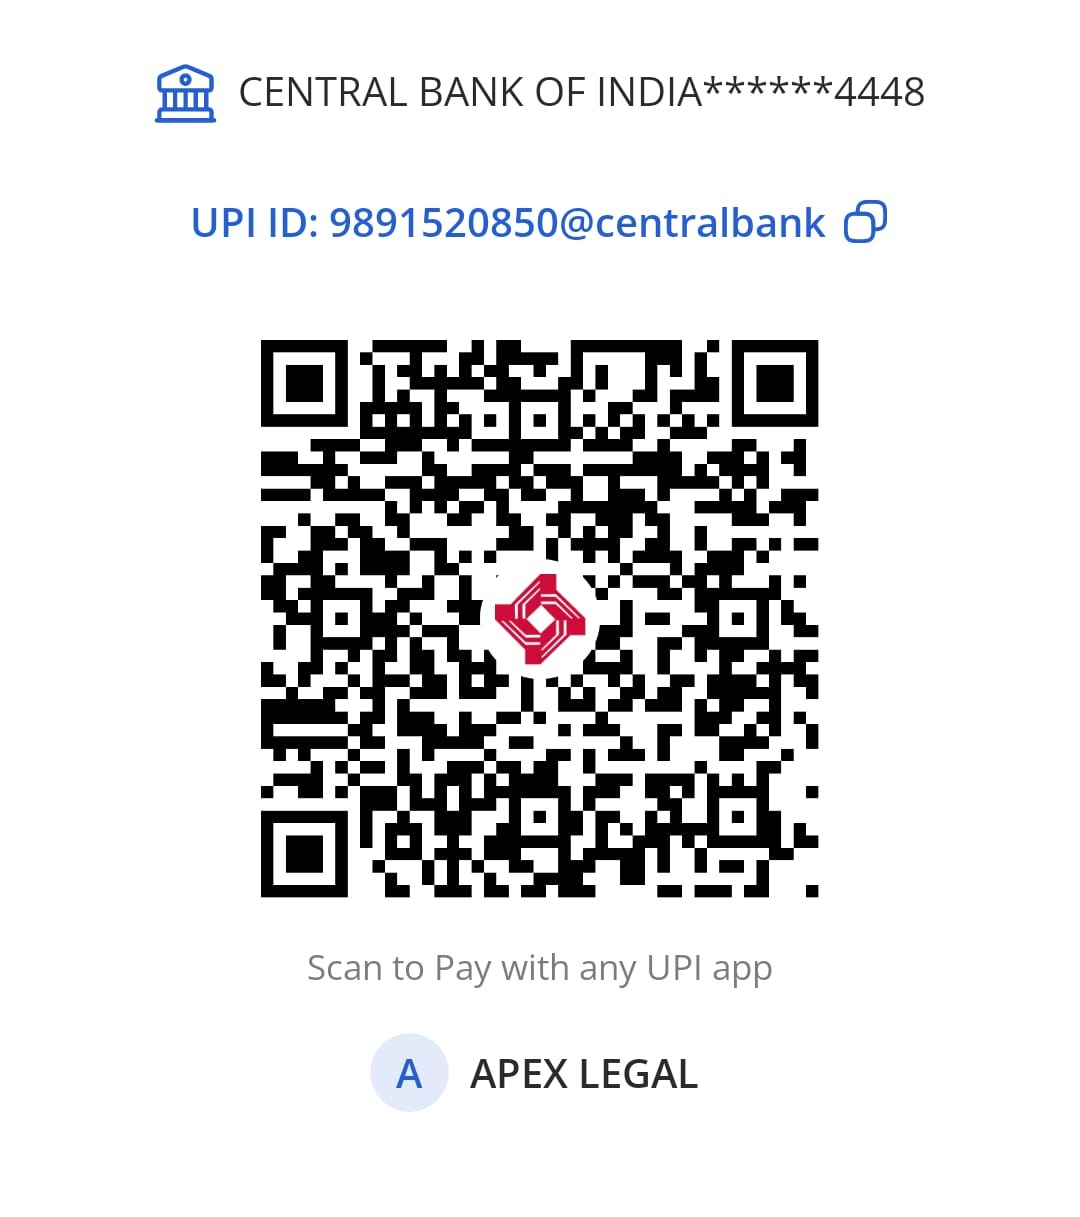 CENTRAL BANK OF INDIA******4448
UPI ID: 9891520850@centralbank
Scan to Pay with any UPI app
A APEX LEGAL